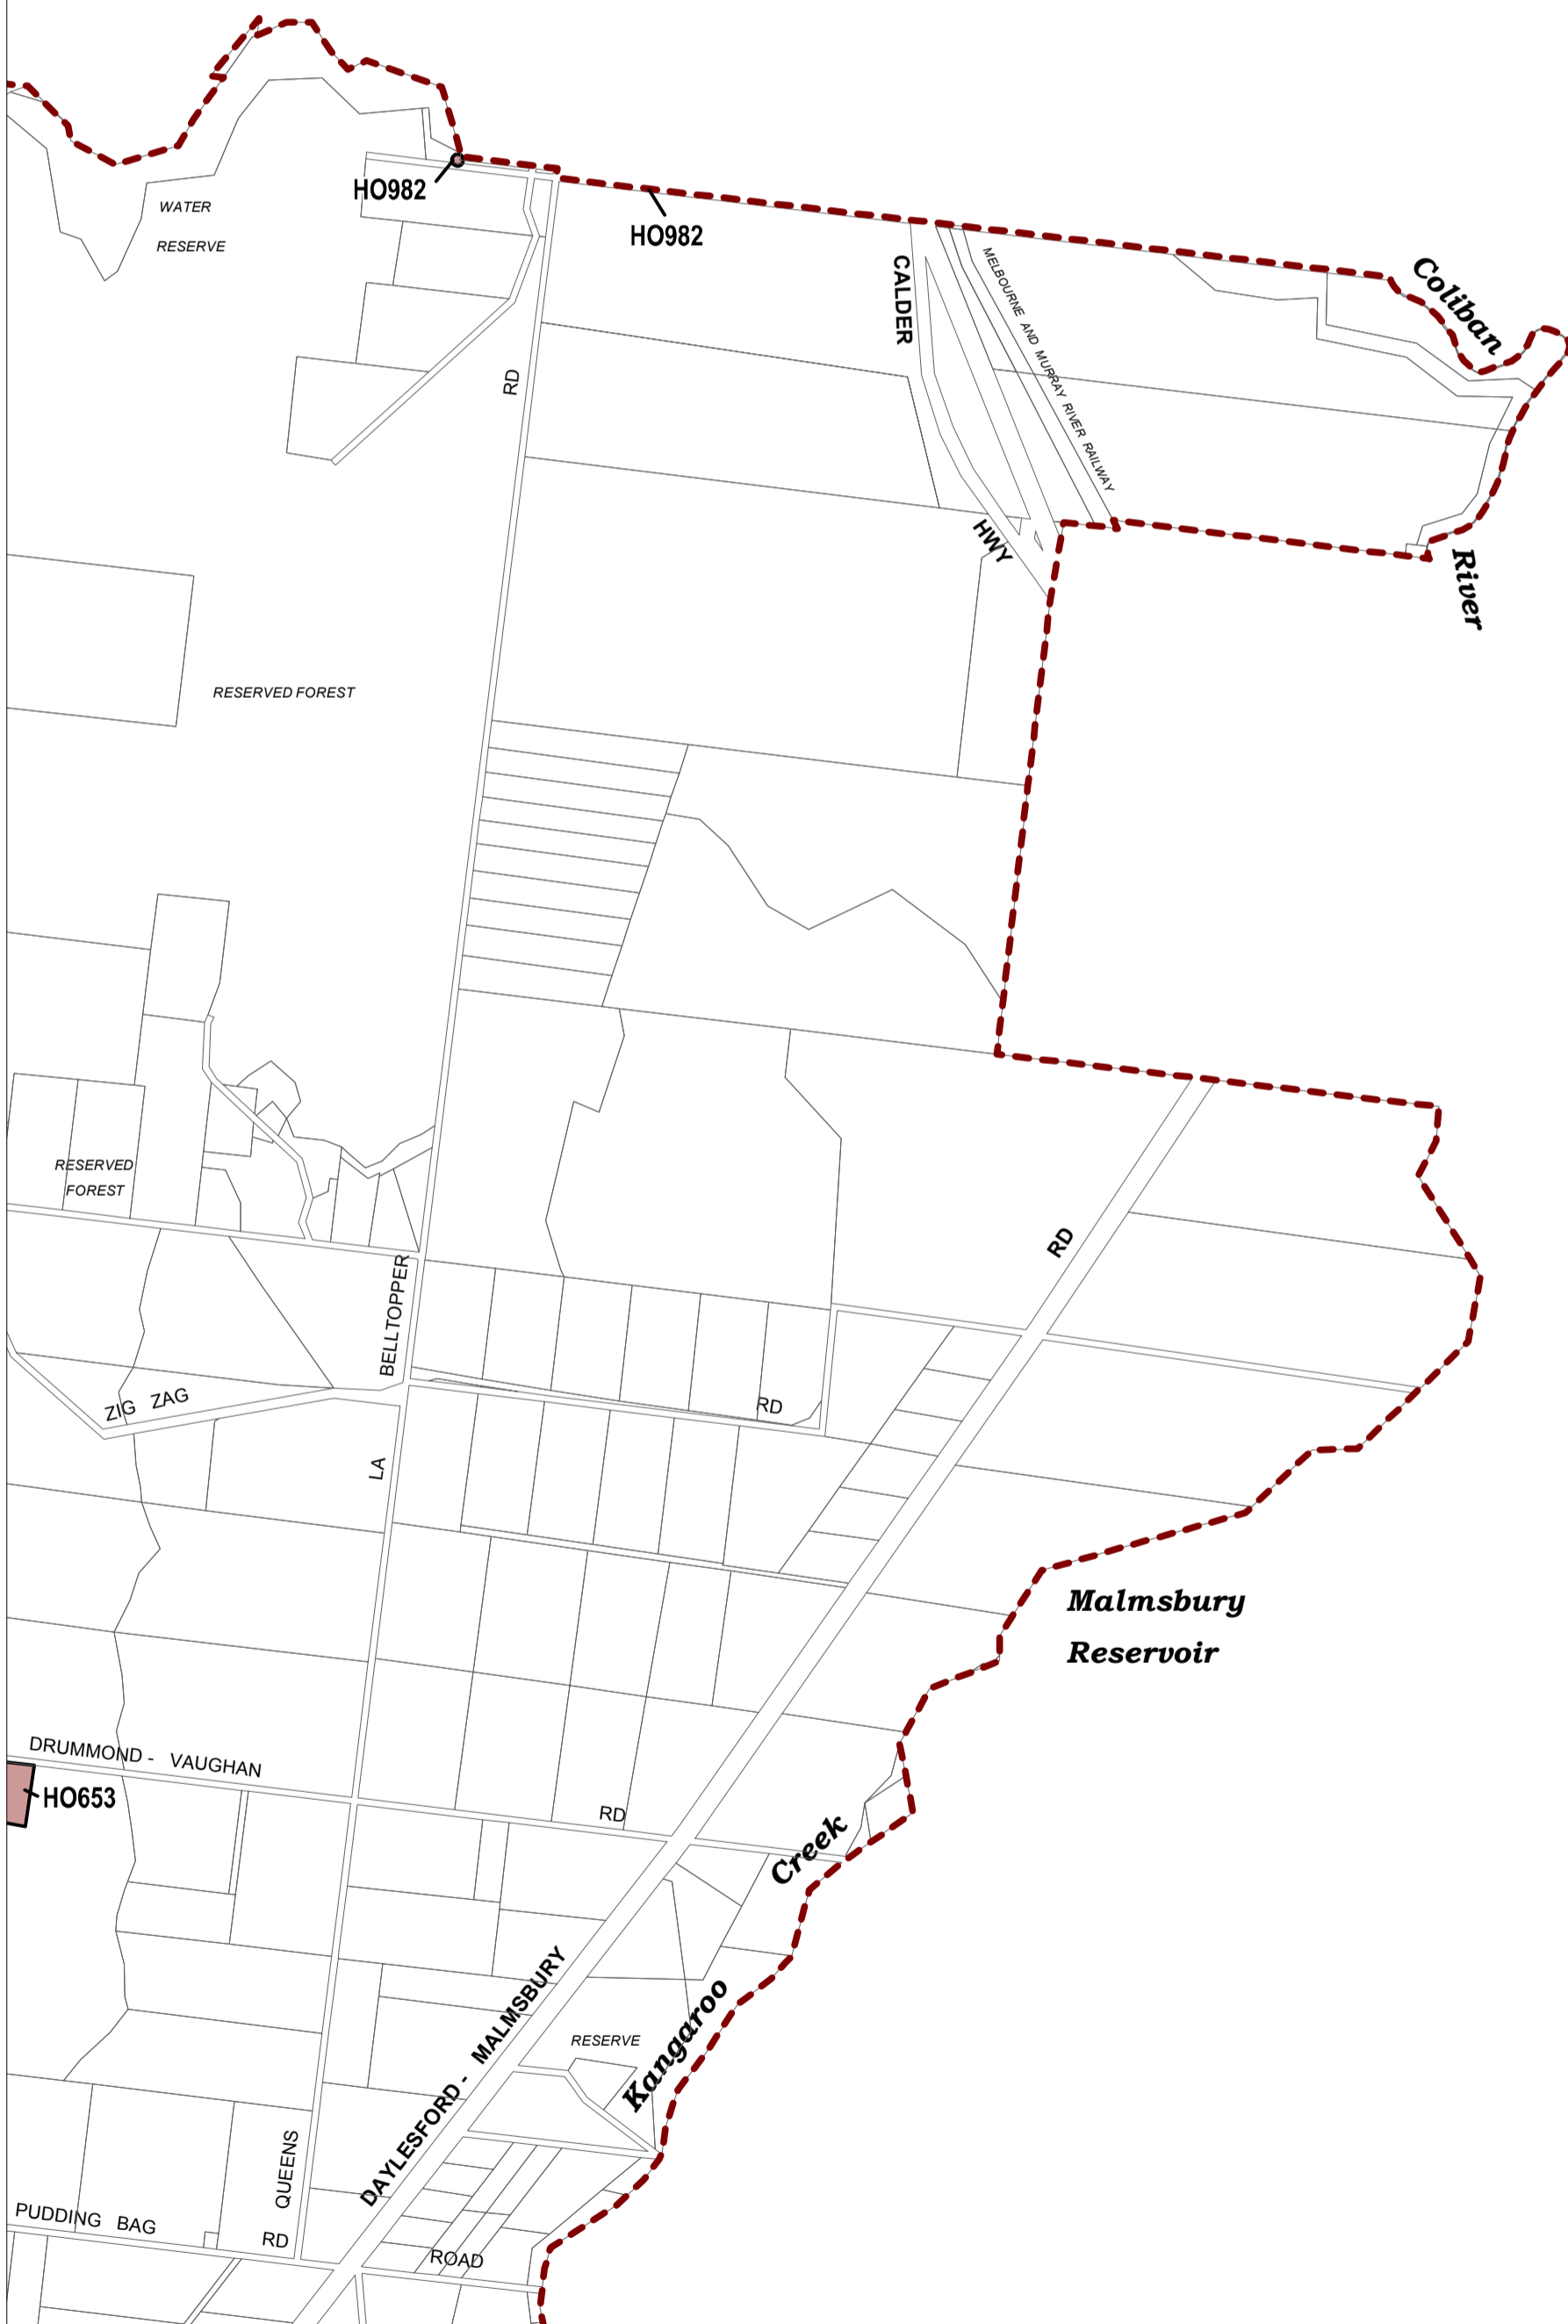 HO982
WATER
RESERVE
HO982
CALDER
MELBOURNE AND MURRAY RIVER RAILWAY
Coliban
RD
HWY
River
RESERVED FOREST
RESERVED
FOREST
RD
BELLTOPPER
ZIG ZAG
RD
LA
Malmsbury
Reservoir
DRUMMOND - VAUGHAN
HO653
RD
Creek
DAYLESFORD - MALMSBURY
RESERVE
Kangaroo
QUEENS
PUDDING BAG
RD
ROAD